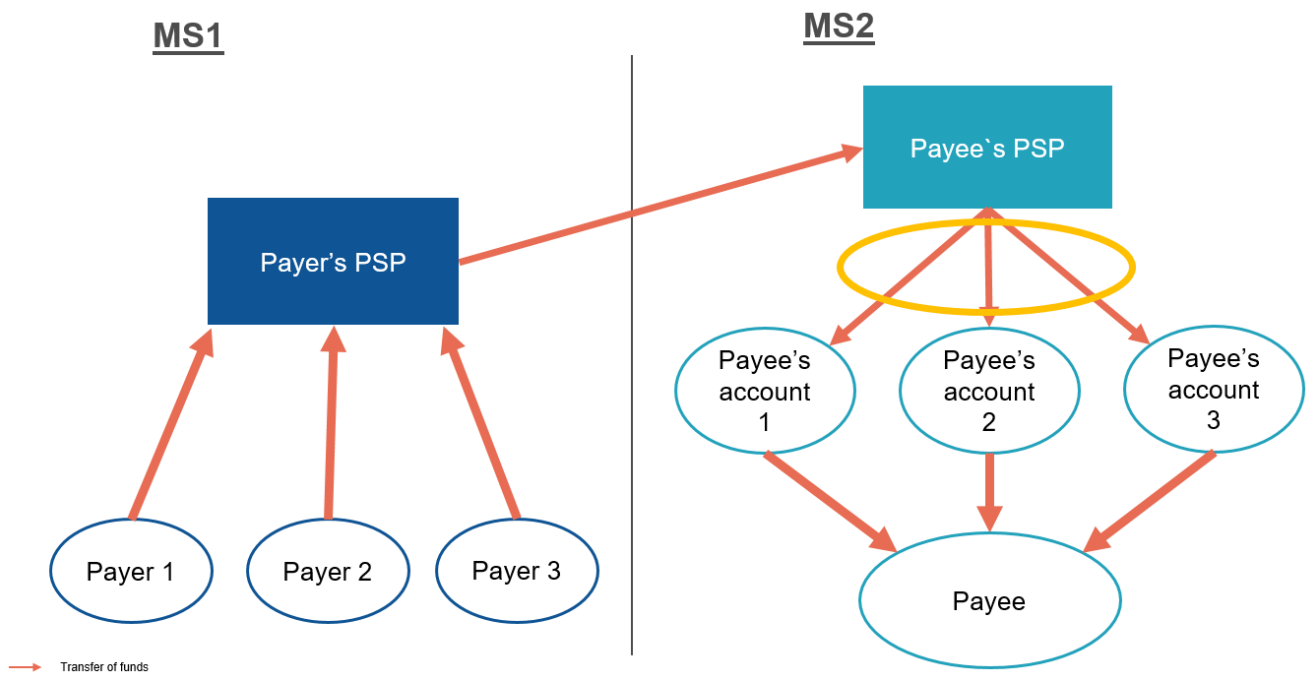 MS1
MS2
Payee`s PSP
Payer’s PSP
Payee’s
account
1
Payee’s
account
2
Payee’s
account
3
Payer 1
Payer 2
Payer 3
Payee
Transfer of funds